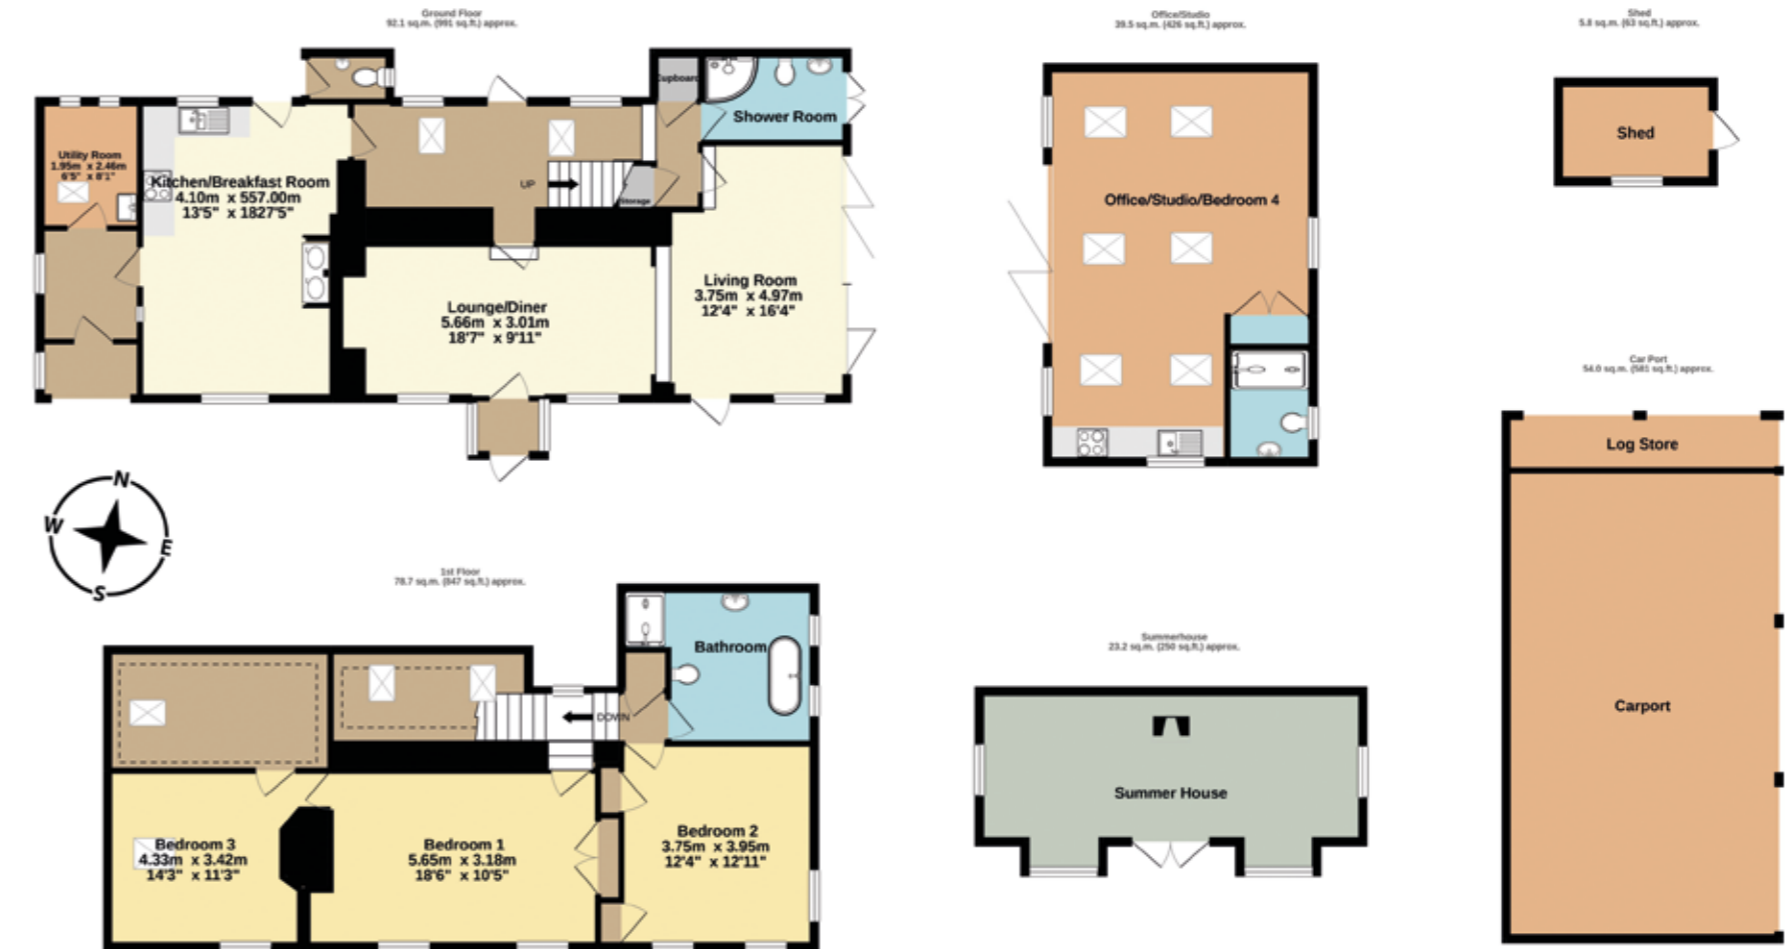 Ground Floor
92.1 sq.m. (991 sq.ft.) approx.
Cupboard
Shower Room
Utility Room
1.95m x 2.46m
6'5" x 8'1"
Kitchen/Breakfast Room
4.10m x 557.00m
13'5" x 1827'5"
UP
Storage
Living Room
3.75m x 4.97m
12'4" x 16'4"
Lounge/Diner
5.66m x 3.01m
18'7" x 9'11"
Office/Studio
39.5 sq.m. (426 sq.ft.) approx.
Office/Studio/Bedroom 4
Shed
5.8 sq.m. (63 sq.ft.) approx.
Shed
Car Port
54.0 sq.m. (581 sq.ft.) approx.
Log Store
Carport
N
W
E
S
1st Floor
78.7 sq.m. (847 sq.ft.) approx.
Bathroom
DOWN
Bedroom 3
4.33m x 3.42m
14'3" x 11'3"
Bedroom 1
5.65m x 3.18m
18'6" x 10'5"
Bedroom 2
3.75m x 3.95m
12'4" x 12'11"
Summerhouse
23.2 sq.m. (250 sq.ft.) approx.
Summer House